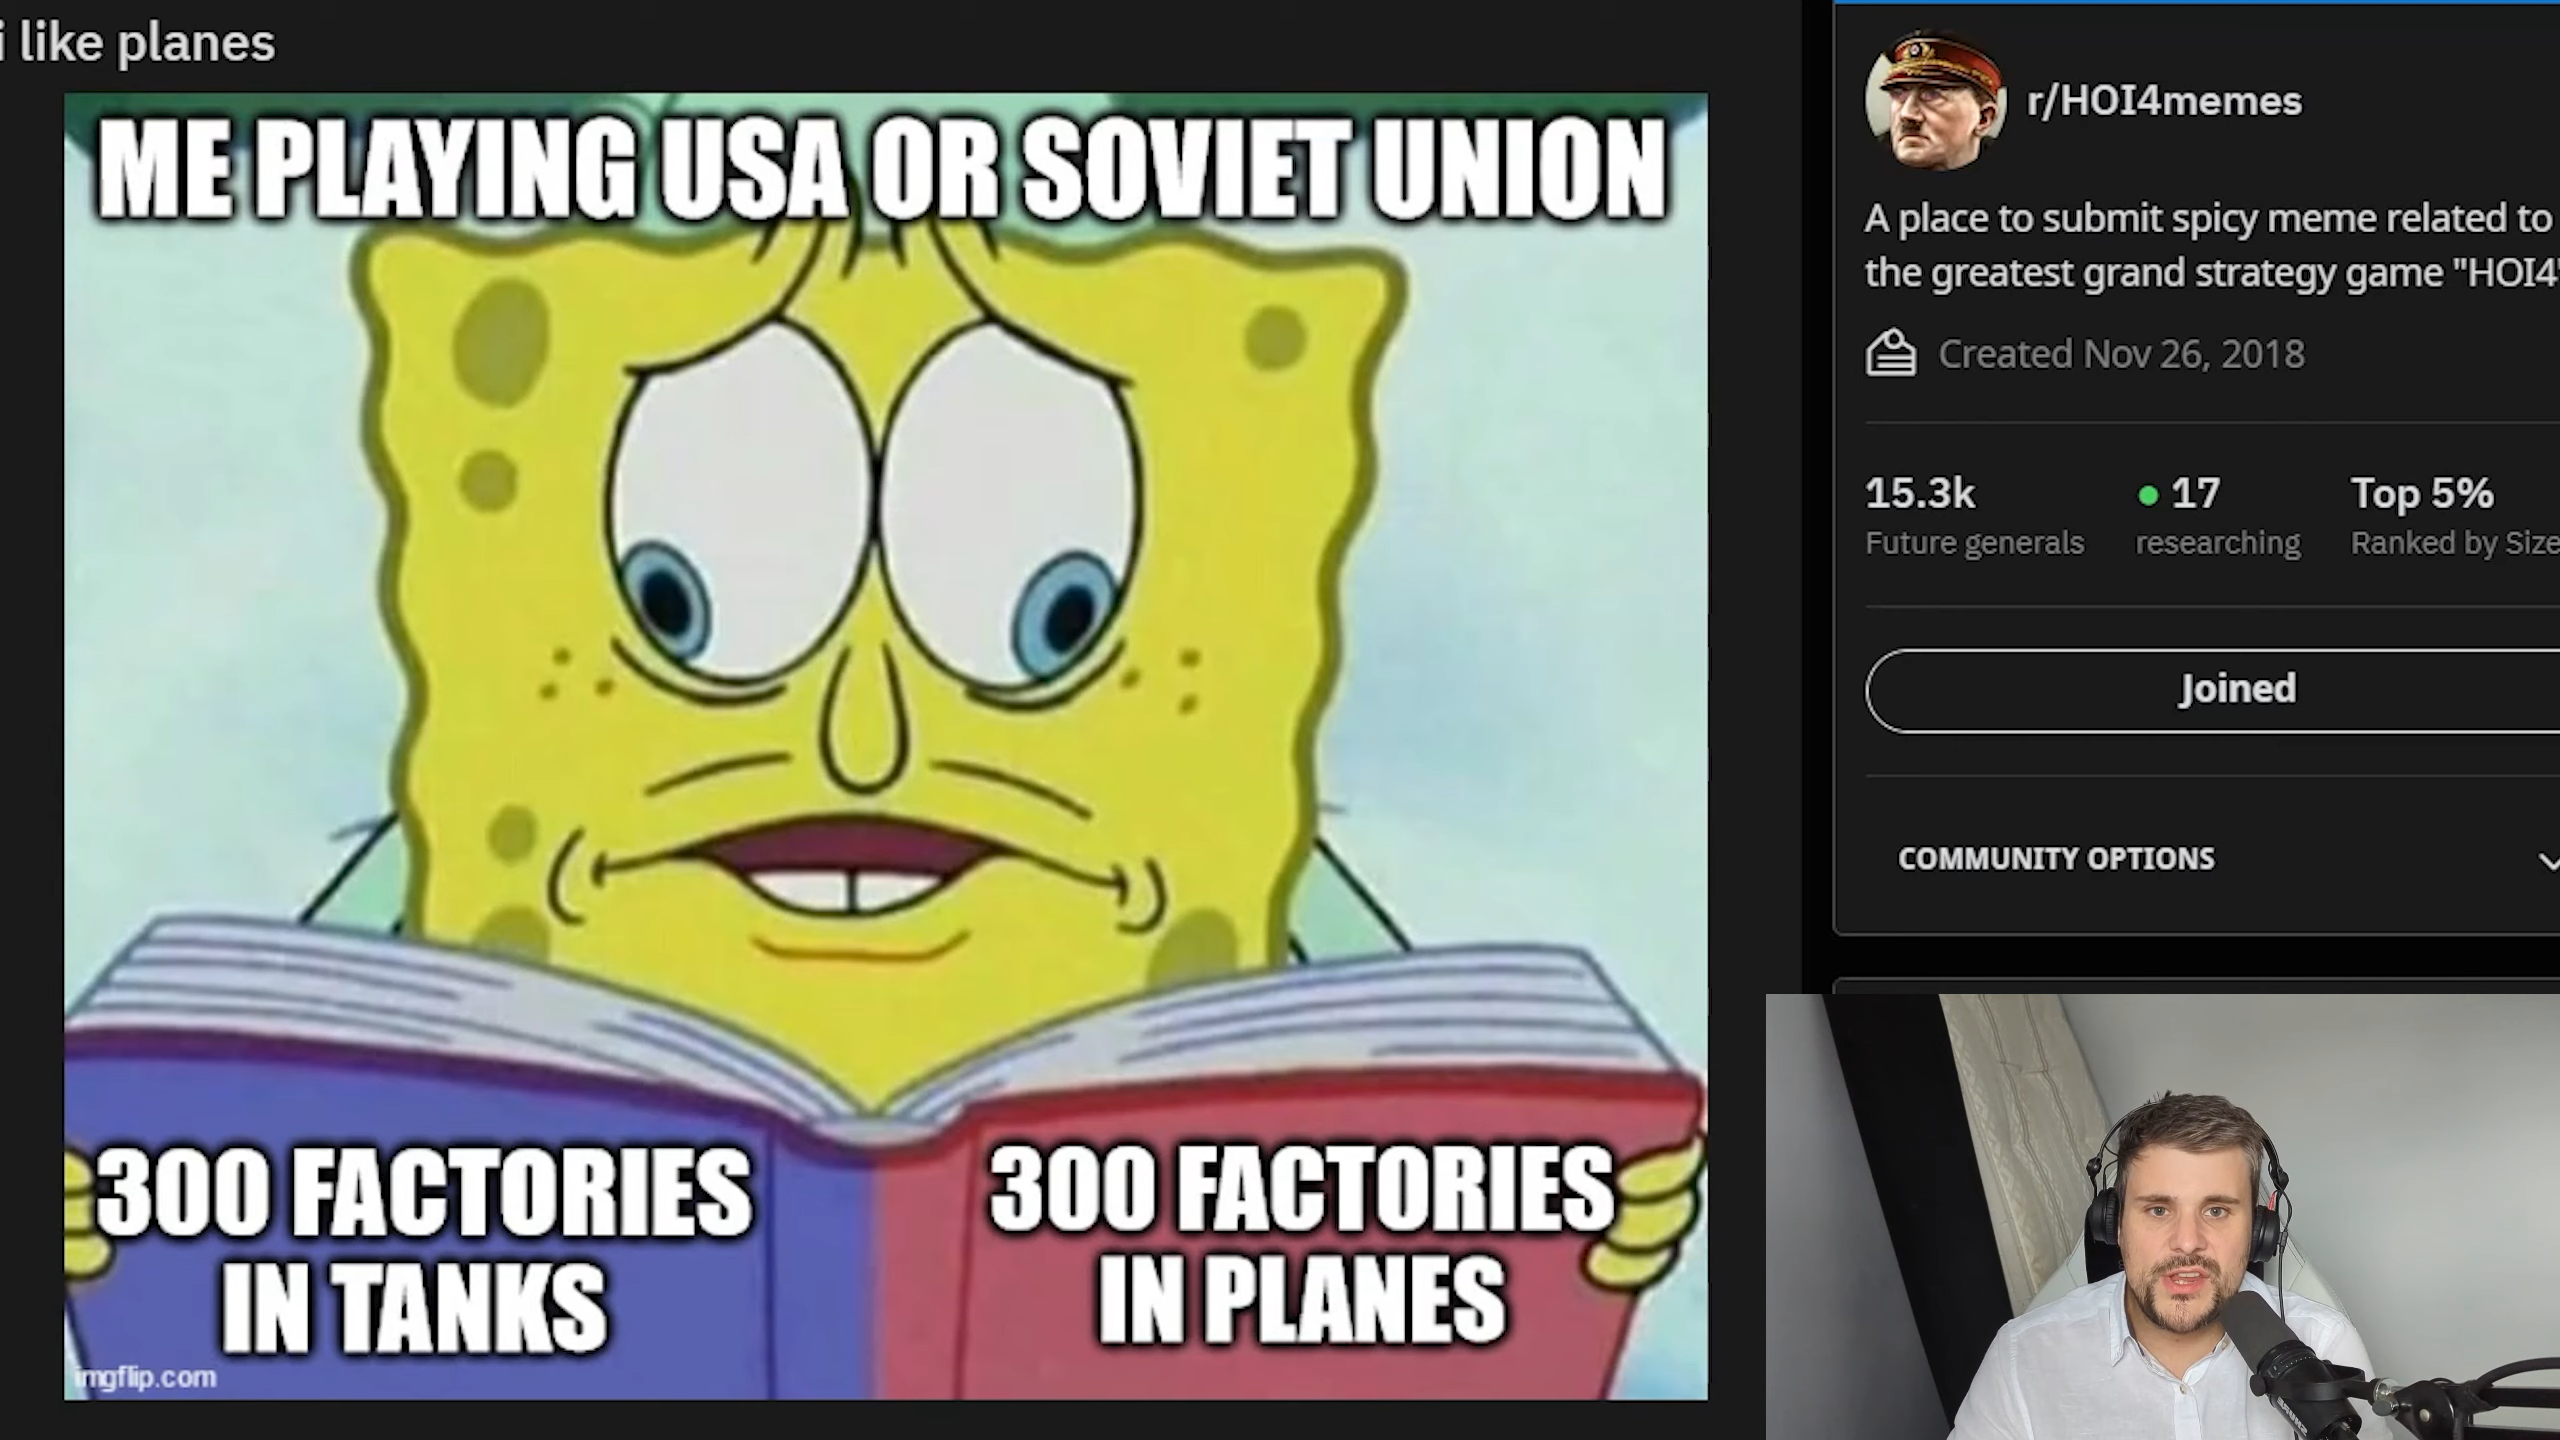 i like planes
ME PLAYING USA OR SOVIET UNION
300 FACTORIES
IN TANKS
300 FACTORIES
IN PLANES
imgflip.com
r/HOI4memes
A place to submit spicy meme related to
the greatest grand strategy game "HOI4"
Created Nov 26, 2018
15.3k
Future generals
17
researching
Top 5%
Ranked by Size
Joined
COMMUNITY OPTIONS